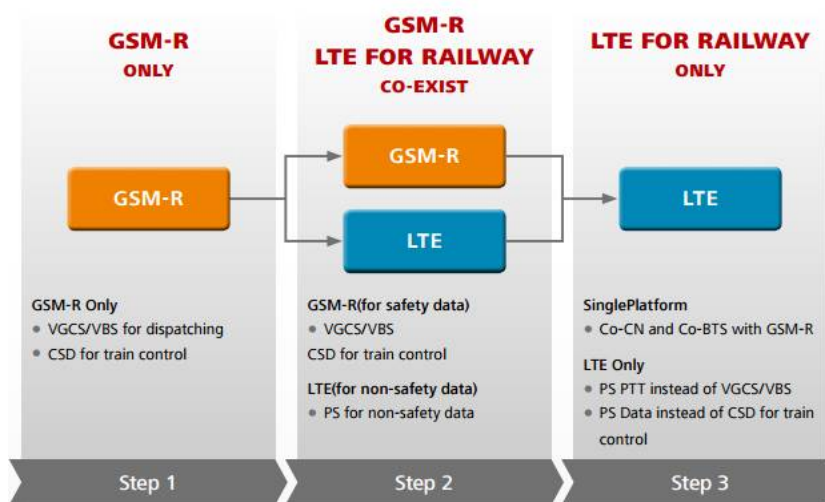 GSM-R
ONLY
GSM-R
GSM-R Only
VGCS/VBS for dispatching
CSD for train control
Step 1
GSM-R
LTE FOR RAILWAY
CO-EXIST
GSM-R
LTE
GSM-R(for safety data)
VGCS/VBS
CSD for train control
LTE(for non-safety data)
PS for non-safety data
Step 2
LTE FOR RAILWAY
ONLY
LTE
SinglePlatform
Co-CN and Co-BTS with GSM-R
LTE Only
PS PTT instead of VGCS/VBS
PS Data instead of CSD for train
control
Step 3